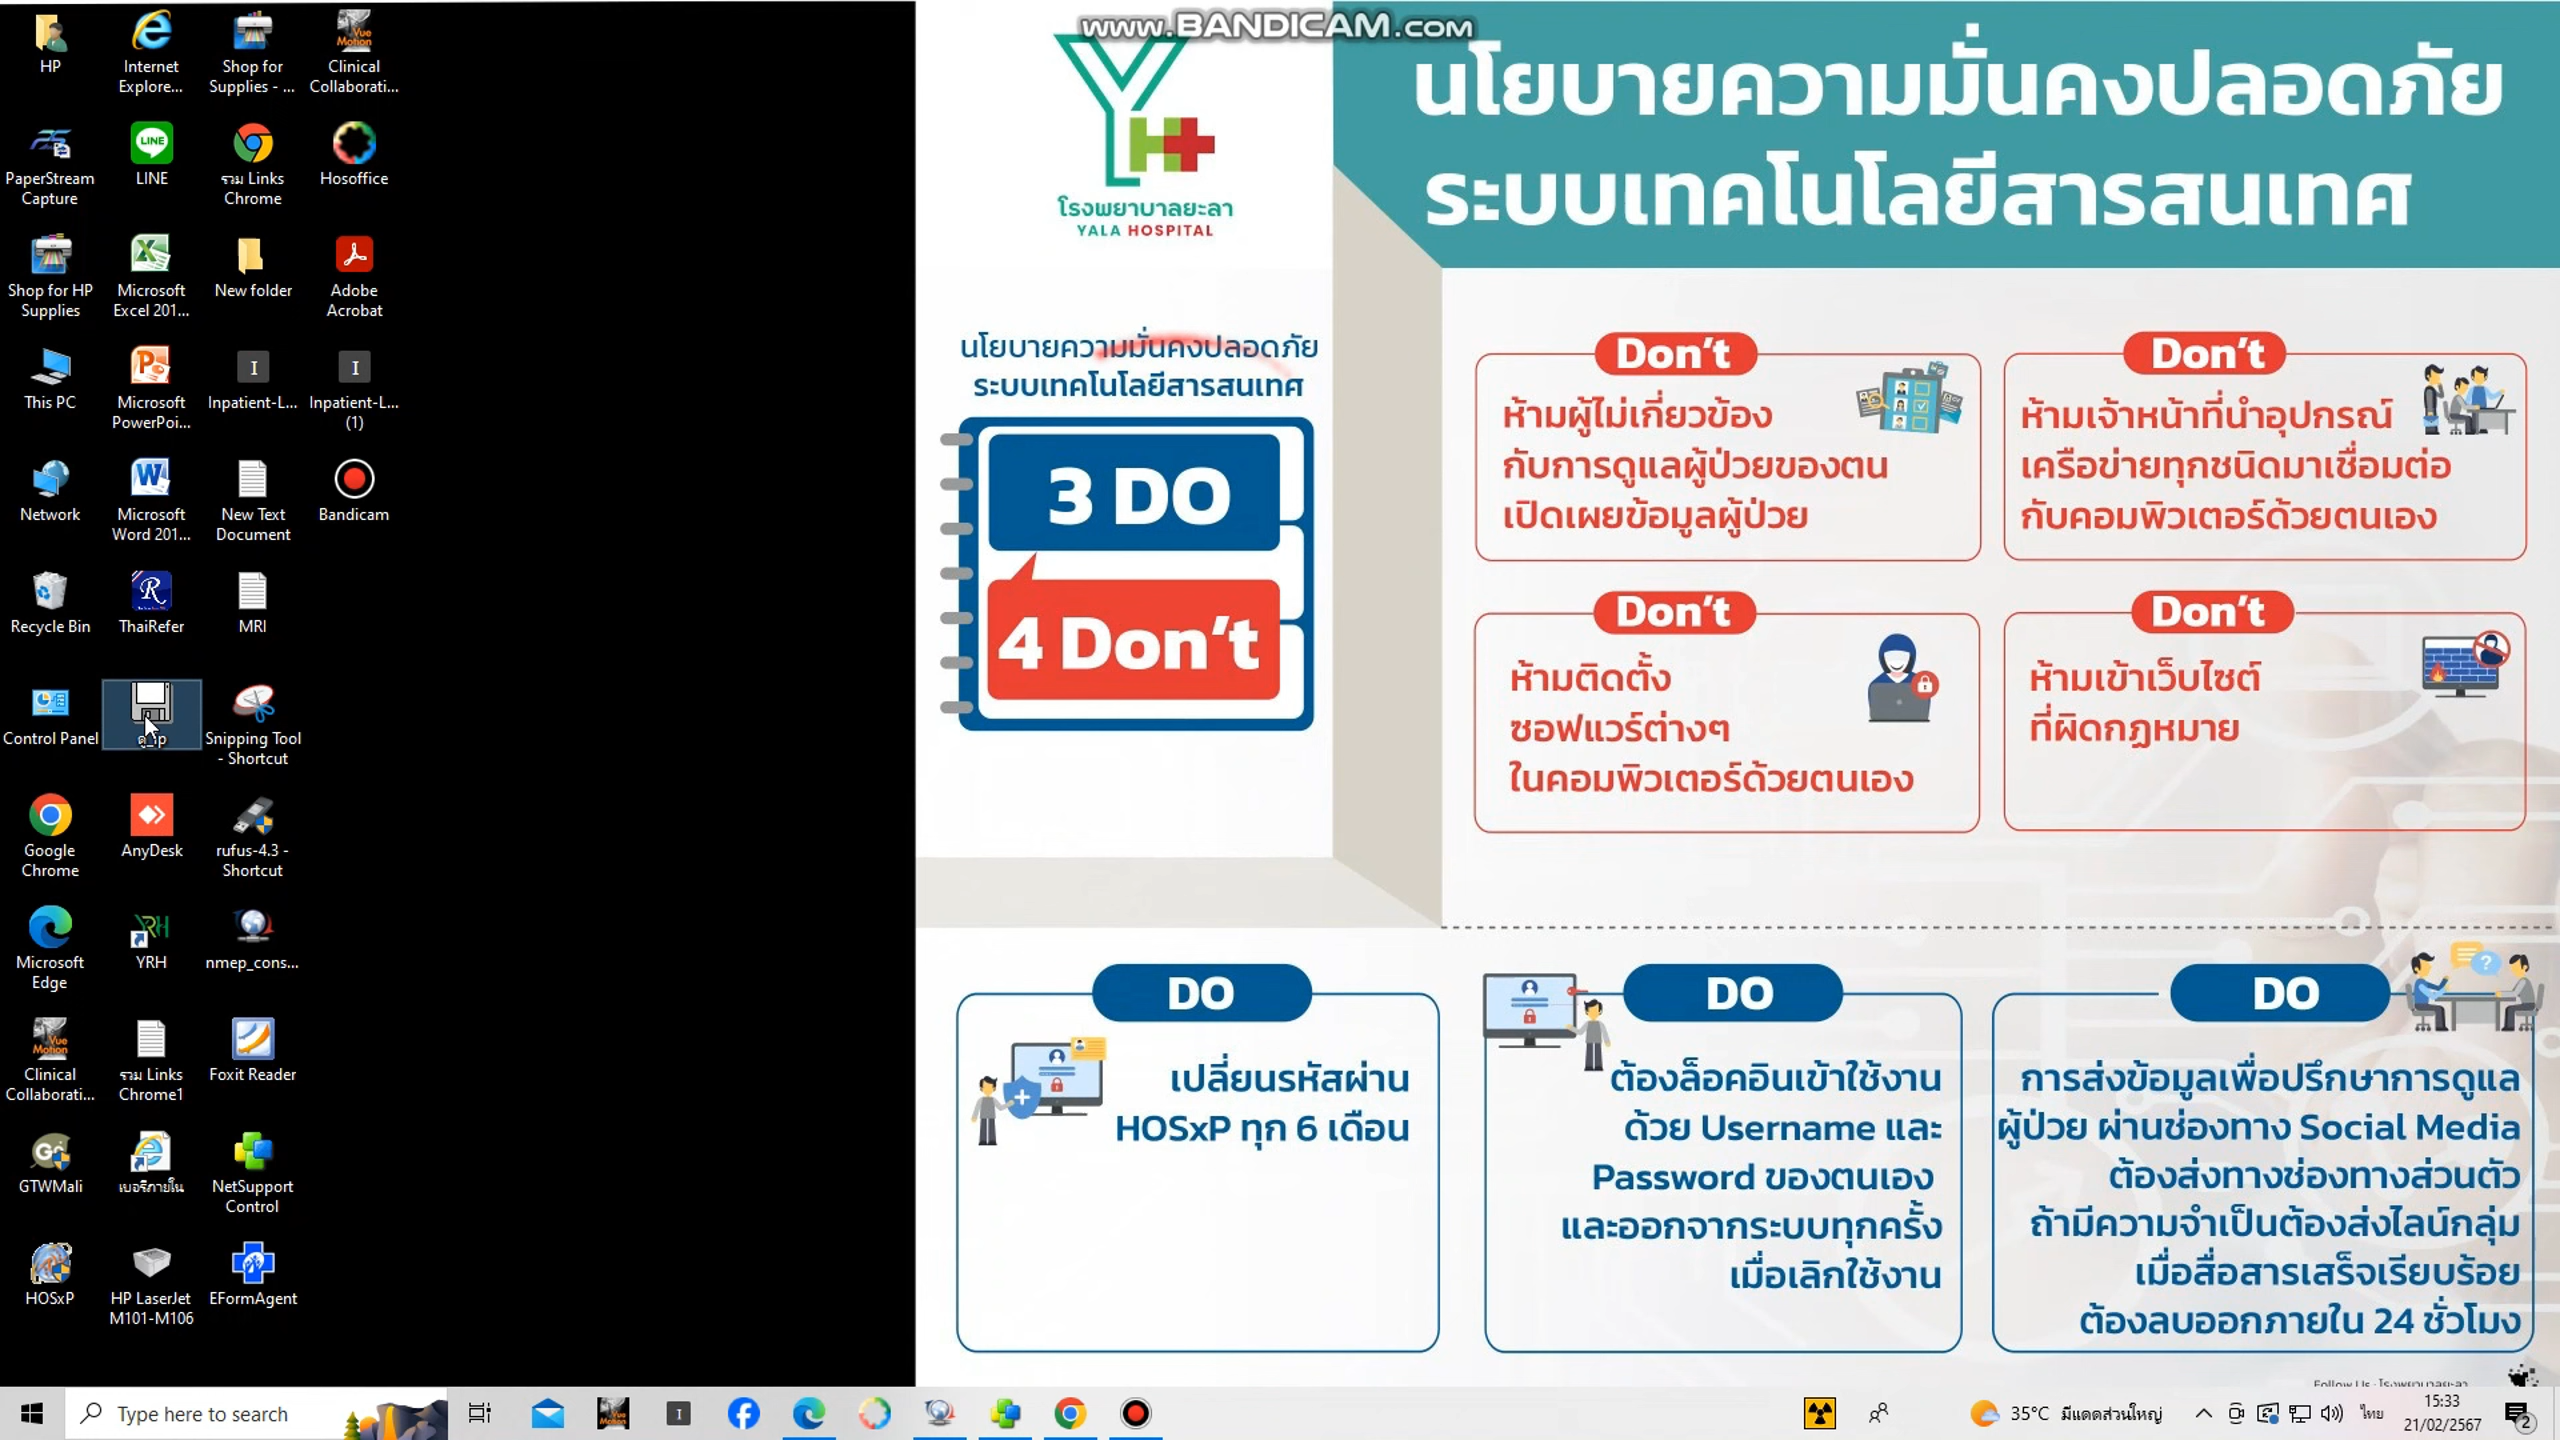 www.BANDICAM.com
HP
Internet
Explore...
Shop for
Supplies - ...
Clinical
Collaborati...
PaperStream
Capture
LINE
รวม Links
Chrome
Hosoffice
Shop for HP
Supplies
Microsoft
Excel 201...
New folder
Adobe
Acrobat
This PC
Microsoft
PowerPoi...
Inpatient-L...
Inpatient-L...
(1)
Network
Microsoft
Word 201...
New Text
Document
Bandicam
Recycle Bin
ThaiRefer
MRI
Control Panel
Snipping Tool
- Shortcut
Google
Chrome
AnyDesk
rufus-4.3 -
Shortcut
Microsoft
Edge
YRH
nmep_cons...
Clinical
Collaborati...
รวม Links
Chrome1
Foxit Reader
GTWMali
เบอร์ภายใน
NetSupport
Control
HOSxP
HP LaserJet
M101-M106
EFormAgent
โรงพยาบาลยะลา
YALA HOSPITAL
นโยบายความมั่นคงปลอดภัย
ระบบเทคโนโลยีสารสนเทศ
นโยบายความมั่นคงปลอดภัย
ระบบเทคโนโลยีสารสนเทศ
3 DO
4 Don't
Don't
ห้ามผู้ไม่เกี่ยวข้อง
กับการดูแลผู้ป่วยของตน
เปิดเผยข้อมูลผู้ป่วย
Don't
ห้ามเจ้าหน้าที่นำอุปกรณ์
เครือข่ายทุกชนิดมาเชื่อมต่อ
กับคอมพิวเตอร์ด้วยตนเอง
Don't
ห้ามติดตั้ง
ซอฟแวร์ต่างๆ
ในคอมพิวเตอร์ด้วยตนเอง
Don't
ห้ามเข้าเว็บไซต์
ที่ผิดกฎหมาย
DO
เปลี่ยนรหัสผ่าน
HOSxP ทุก 6 เดือน
DO
ต้องล็อคอินเข้าใช้งาน
ด้วย Username และ
Password ของตนเอง
และออกจากระบบทุกครั้ง
เมื่อเลิกใช้งาน
DO
การส่งข้อมูลเพื่อปรึกษาการดูแล
ผู้ป่วย ผ่านช่องทาง Social Media
ต้องส่งทางช่องทางส่วนตัว
ถ้ามีความจำเป็นต้องส่งไลน์กลุ่ม
เมื่อสื่อสารเสร็จเรียบร้อย
ต้องลบออกภายใน 24 ชั่วโมง
Type here to search
35°C มีแดดส่วนใหญ่
ไทย
15:33
21/02/2567
2